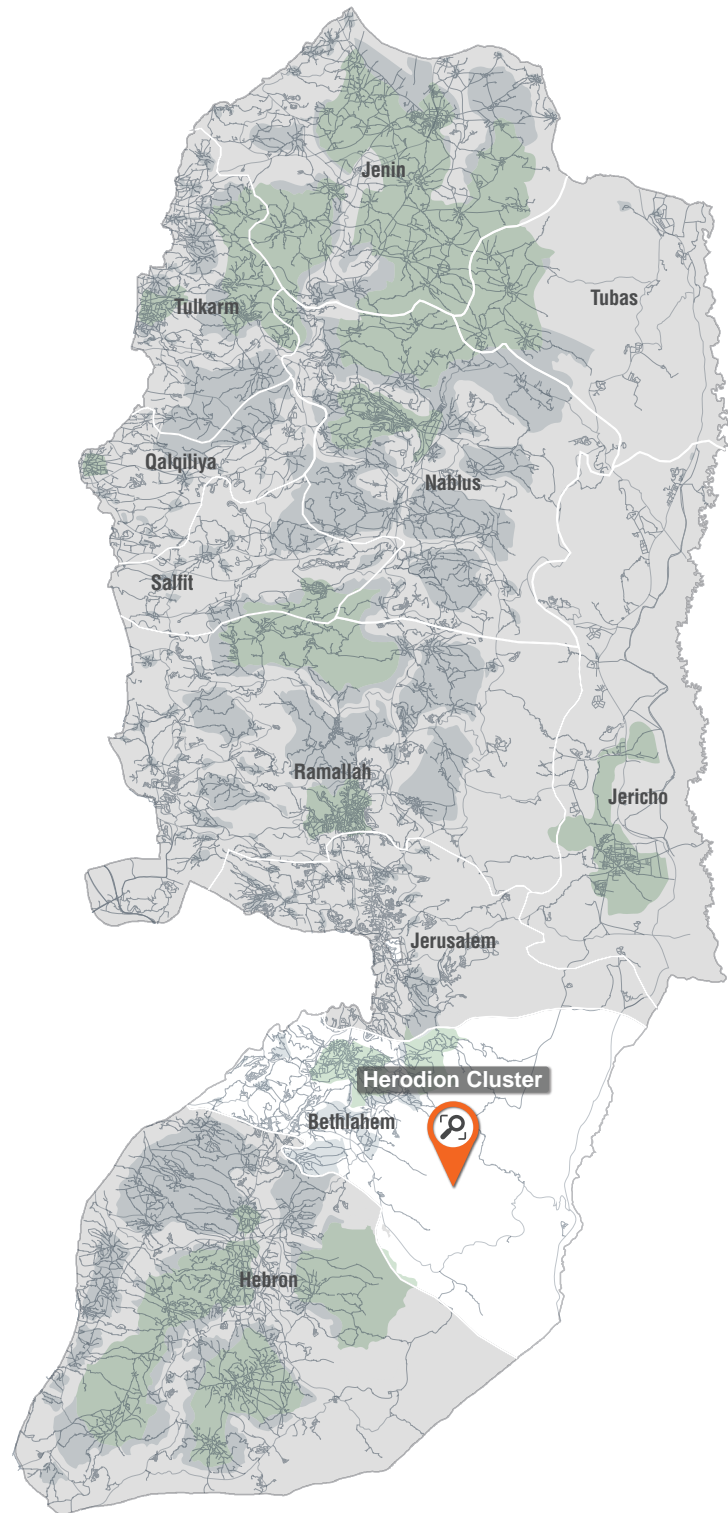 Jenin
Tubas
Tulkarm
Qalqiliya
Nablus
Salfit
Ramallah
Jericho
Jerusalem
Herodion Cluster
Bethlahem
Hebron